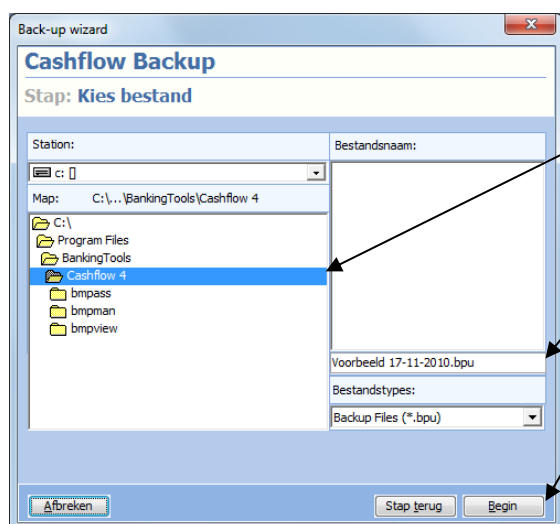 Back-up wizard
Cashflow Backup
Stap: Kies bestand
Station:
c: []
Map: C:\...\BankingTools\Cashflow 4
C:\
Program Files
BankingTools
Cashflow 4
bmpass
bmpman
bmpview
Bestandsnaam:
Voorbeeld 17-11-2010.bpu
Bestandstypes:
Backup Files (*.bpu)
Afbreken
Stap terug
Begin